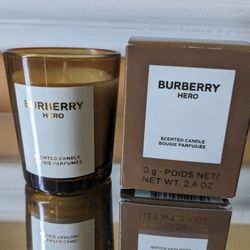 BURBERRY
HERO
SCENTED CANDLE
BOUGIE PARFUMÉE
BURBERRY
HERO
SCENTED CANDLE
BOUGIE PARFUMÉE
0 g · POIDS NET/
NET WT. 2.4 OZ